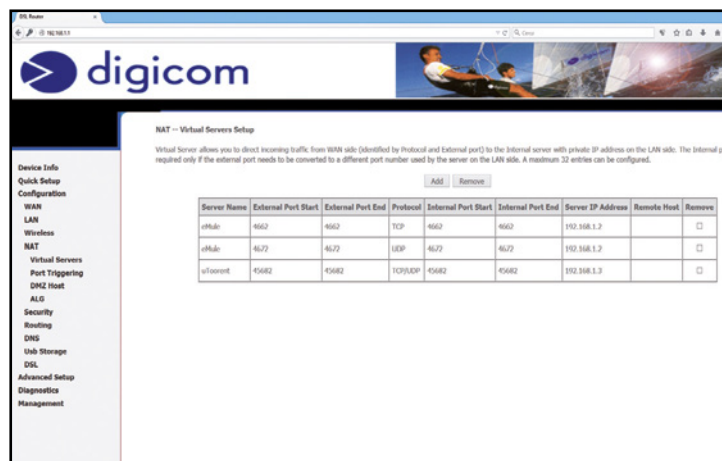 DSL Router
×
192.168.1.1
Cerca
digicom
NAT -- Virtual Servers Setup
Virtual Server allows you to direct incoming traffic from WAN side (identified by Protocol and External port) to the Internal server with private IP address on the LAN side. The Internal p
required only if the external port needs to be converted to a different port number used by the server on the LAN side. A maximum 32 entries can be configured.
Add Remove
Server Name External Port Start External Port End Protocol Internal Port Start Internal Port End Server IP Address Remote Host Remove
eMule 4662 4662 TCP 4662 4662 192.168.1.2
eMule 4672 4672 UDP 4672 4672 192.168.1.2
uToorent 45682 45682 TCP/UDP 45682 45682 192.168.1.3
Device Info
Quick Setup
Configuration
WAN
LAN
Wireless
NAT
Virtual Servers
Port Triggering
DMZ Host
ALG
Security
Routing
DNS
Usb Storage
DSL
Advanced Setup
Diagnostics
Management